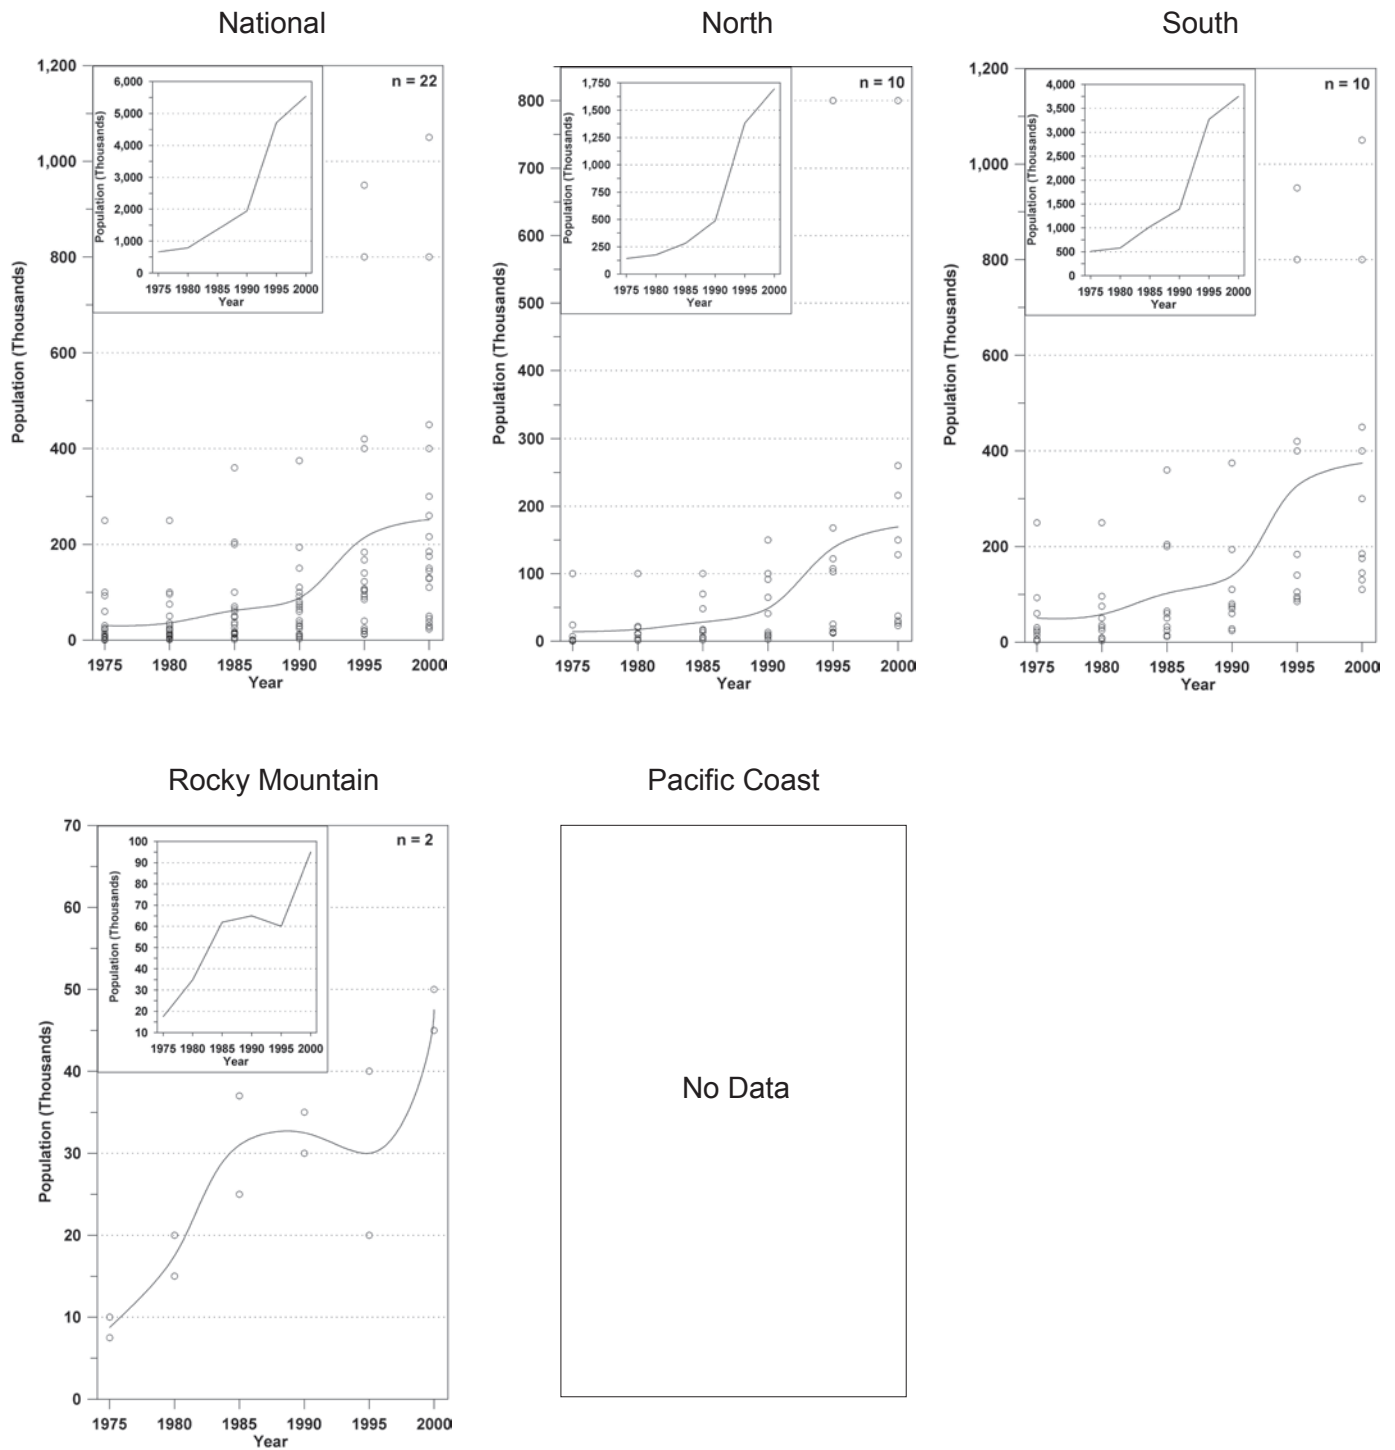 National
North
South
1,200
1,000
800
600
400
200
0
Population (Thousands)
1975 1980 1985 1990 1995 2000
Year
n = 22
6,000
5,000
4,000
3,000
2,000
1,000
0
Population (Thousands)
1975 1980 1985 1990 1995 2000
Year
800
700
600
500
400
300
200
100
0
Population (Thousands)
1975 1980 1985 1990 1995 2000
Year
n = 10
1,750
1,500
1,250
1,000
750
500
250
0
Population (Thousands)
1975 1980 1985 1990 1995 2000
Year
1,200
1,000
800
600
400
200
0
Population (Thousands)
1975 1980 1985 1990 1995 2000
Year
n = 10
4,000
3,500
3,000
2,500
2,000
1,500
1,000
500
0
Population (Thousands)
1975 1980 1985 1990 1995 2000
Year
Rocky Mountain
Pacific Coast
70
60
50
40
30
20
10
0
Population (Thousands)
1975 1980 1985 1990 1995 2000
Year
n = 2
100
90
80
70
60
50
40
30
20
10
Population (Thousands)
1975 1980 1985 1990 1995 2000
Year
No Data